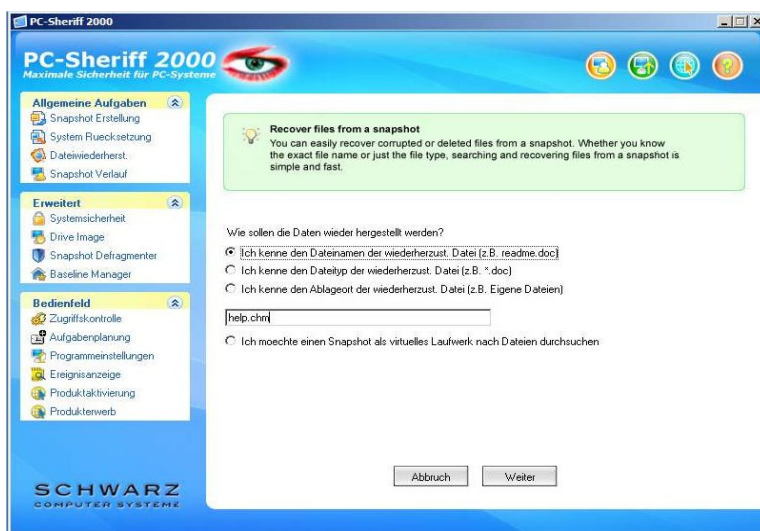 PC-Sheriff 2000
PC-Sheriff 2000
Maximale Sicherheit für PC-Systeme
Allgemeine Aufgaben
Snapshot Erstellung
System Ruecksetzung
Dateiwiederherst.
Snapshot Verlauf
Erweitert
Systemsicherheit
Drive Image
Snapshot Defragmenter
Baseline Manager
Bedienfeld
Zugriffskontrolle
Aufgabenplanung
Programmeinstellungen
Ereignisanzeige
Produktaktivierung
Produkterwerb
SCHWARZ
COMPUTER SYSTEME
Recover files from a snapshot
You can easily recover corrupted or deleted files from a snapshot. Whether you know
the exact file name or just the file type, searching and recovering files from a snapshot is
simple and fast.
Wie sollen die Daten wieder hergestellt werden?
Ich kenne den Dateinamen der wiederherzust. Datei (z.B. readme.doc)
Ich kenne den Dateityp der wiederherzust. Datei (z.B. *.doc)
Ich kenne den Ablageort der wiederherzust. Datei (z.B. Eigene Dateien)
help.chm
Ich moechte einen Snapshot als virtuelles Laufwerk nach Dateien durchsuchen
Abbruch
Weiter